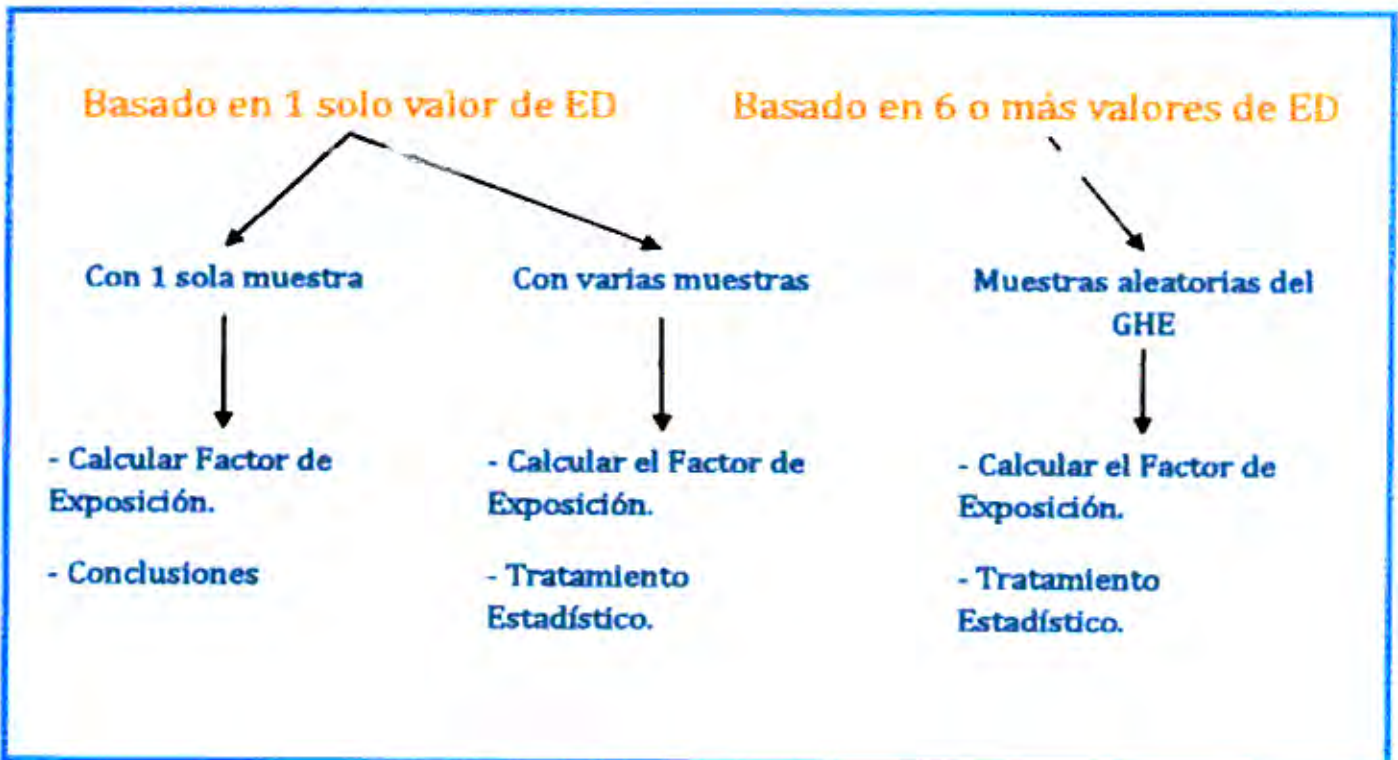 Basado en 1 solo valor de ED
Basado en 6 o más valores de ED
Con 1 sola muestra
Con varias muestras
Muestras aleatorias del
GHE
- Calcular Factor de
Exposición.
- Conclusiones
- Calcular el Factor de
Exposición.
- Tratamiento
Estadístico.
- Calcular el Factor de
Exposición.
- Tratamiento
Estadístico.